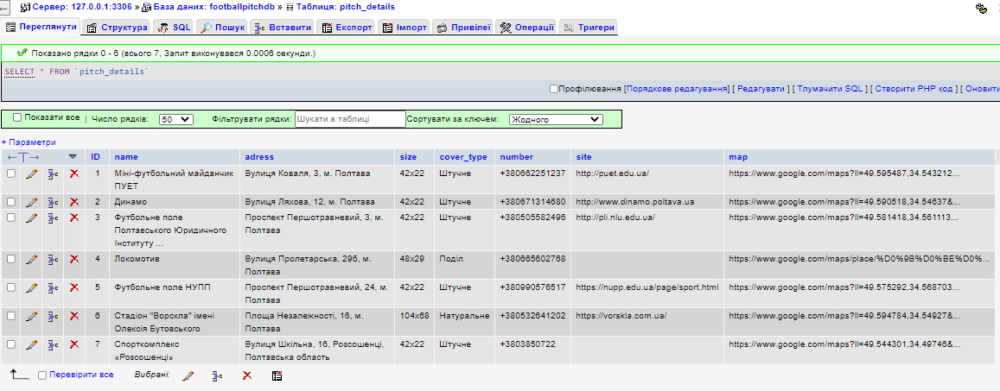 Сервер: 127.0.0.1:3306 » База даних: footballpitchdb » Таблиця: pitch_details
Переглянути Структура SQL Пошук Вставити Експорт Імпорт Привілеї Операції Тригери
Показано рядки 0 - 6 (всього 7, Запит виконувався 0.0006 секунди.)
SELECT * FROM `pitch_details`
Профілювання [Порядкове редагування] [ Редагувати ] [ Тлумачити SQL ] [ Створити PHP код ] [ Оновити
Показати все | Число рядків: 50 Фільтрувати рядки: Шукати в таблиці Сортувати за ключем: Жодного
+ Параметри
ID name adress size cover_type number site map
1 Міні-футбольний майданчик Вулиця Коваля, 3, м. Полтава 42x22 Штучне +380662251237 http://puet.edu.ua/ https://www.google.com/maps?ll=49.595487,34.543212...
ПУЕТ
2 Динамо Вулиця Ляхова, 12, м. Полтава 42x22 Штучне +380671314680 http://www.dinamo.poltava.ua https://www.google.com/maps?ll=49.590518,34.54637&...
3 Футбольне поле Проспект Першотравневий, 3, м. 42x22 Штучне +380505582496 http://pli.nlu.edu.ua/ https://www.google.com/maps?ll=49.581418,34.561113...
Полтавського Юридичного Полтава
Інституту ...
4 Локомотив Вулиця Пролетарська, 29б, м. 48x29 Поділ +380665602768 https://www.google.com/maps/place/%D0%9B%D0%BE%D0%...
Полтава
5 Футбольне поле НУПП Проспект Першотравневий, 24, м. 42x22 Штучне +380990576517 https://nupp.edu.ua/page/sport.html https://www.google.com/maps?ll=49.575292,34.568703...
Полтава
6 Стадіон "Ворскла" імені Площа Незалежності, 16, м. 104x68 Натуральне +380532641202 https://vorskla.com.ua/ https://www.google.com/maps?ll=49.594784,34.54927&...
Олексія Бутовського Полтава
7 Спорткомплекс Вулиця Шкільна, 16, Розсошенці, 42x22 Штучне +3803850722 https://www.google.com/maps?ll=49.544301,34.49746&...
«Розсошенці» Полтавська область
Перевірити все Вибрані: